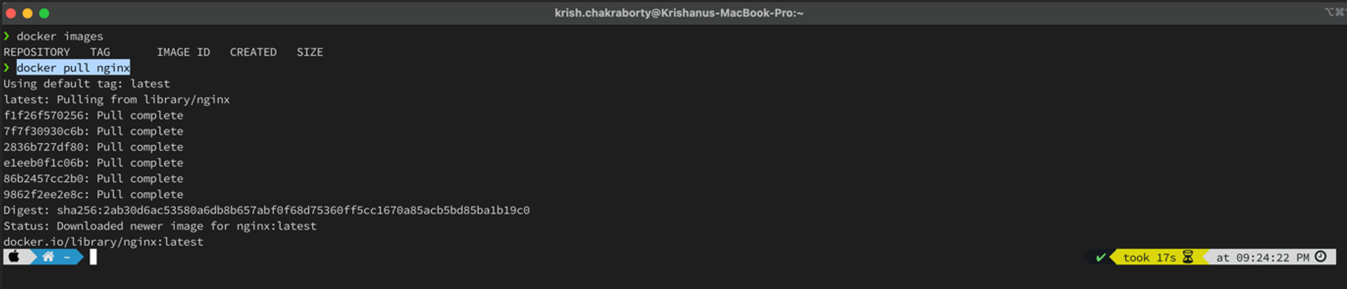 krish.chakraborty@Krishanus-MacBook-Pro:~
⌥⌘1
❯ docker images
REPOSITORY   TAG       IMAGE ID   CREATED   SIZE
❯ docker pull nginx
Using default tag: latest
latest: Pulling from library/nginx
f1f26f570256: Pull complete
7f7f30930c6b: Pull complete
2836b727df80: Pull complete
e1eeb0f1c06b: Pull complete
86b2457cc2b0: Pull complete
9862f2ee2e8c: Pull complete
Digest: sha256:2ab30d6ac53580a6db8b657abf0f68d75360ff5cc1670a85acb5bd85ba1b19c0
Status: Downloaded newer image for nginx:latest
docker.io/library/nginx:latest
~ ✔ took 17s at 09:24:22 PM